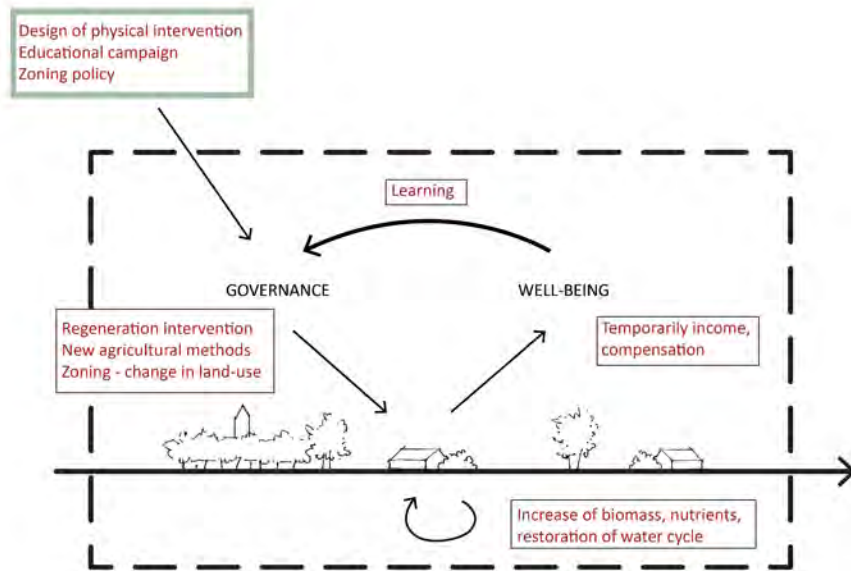 Design of physical intervention
Educational campaign
Zoning policy
Learning
GOVERNANCE
WELL-BEING
Regeneration intervention
New agricultural methods
Zoning - change in land-use
Temporarily income,
compensation
Increase of biomass, nutrients,
restoration of water cycle